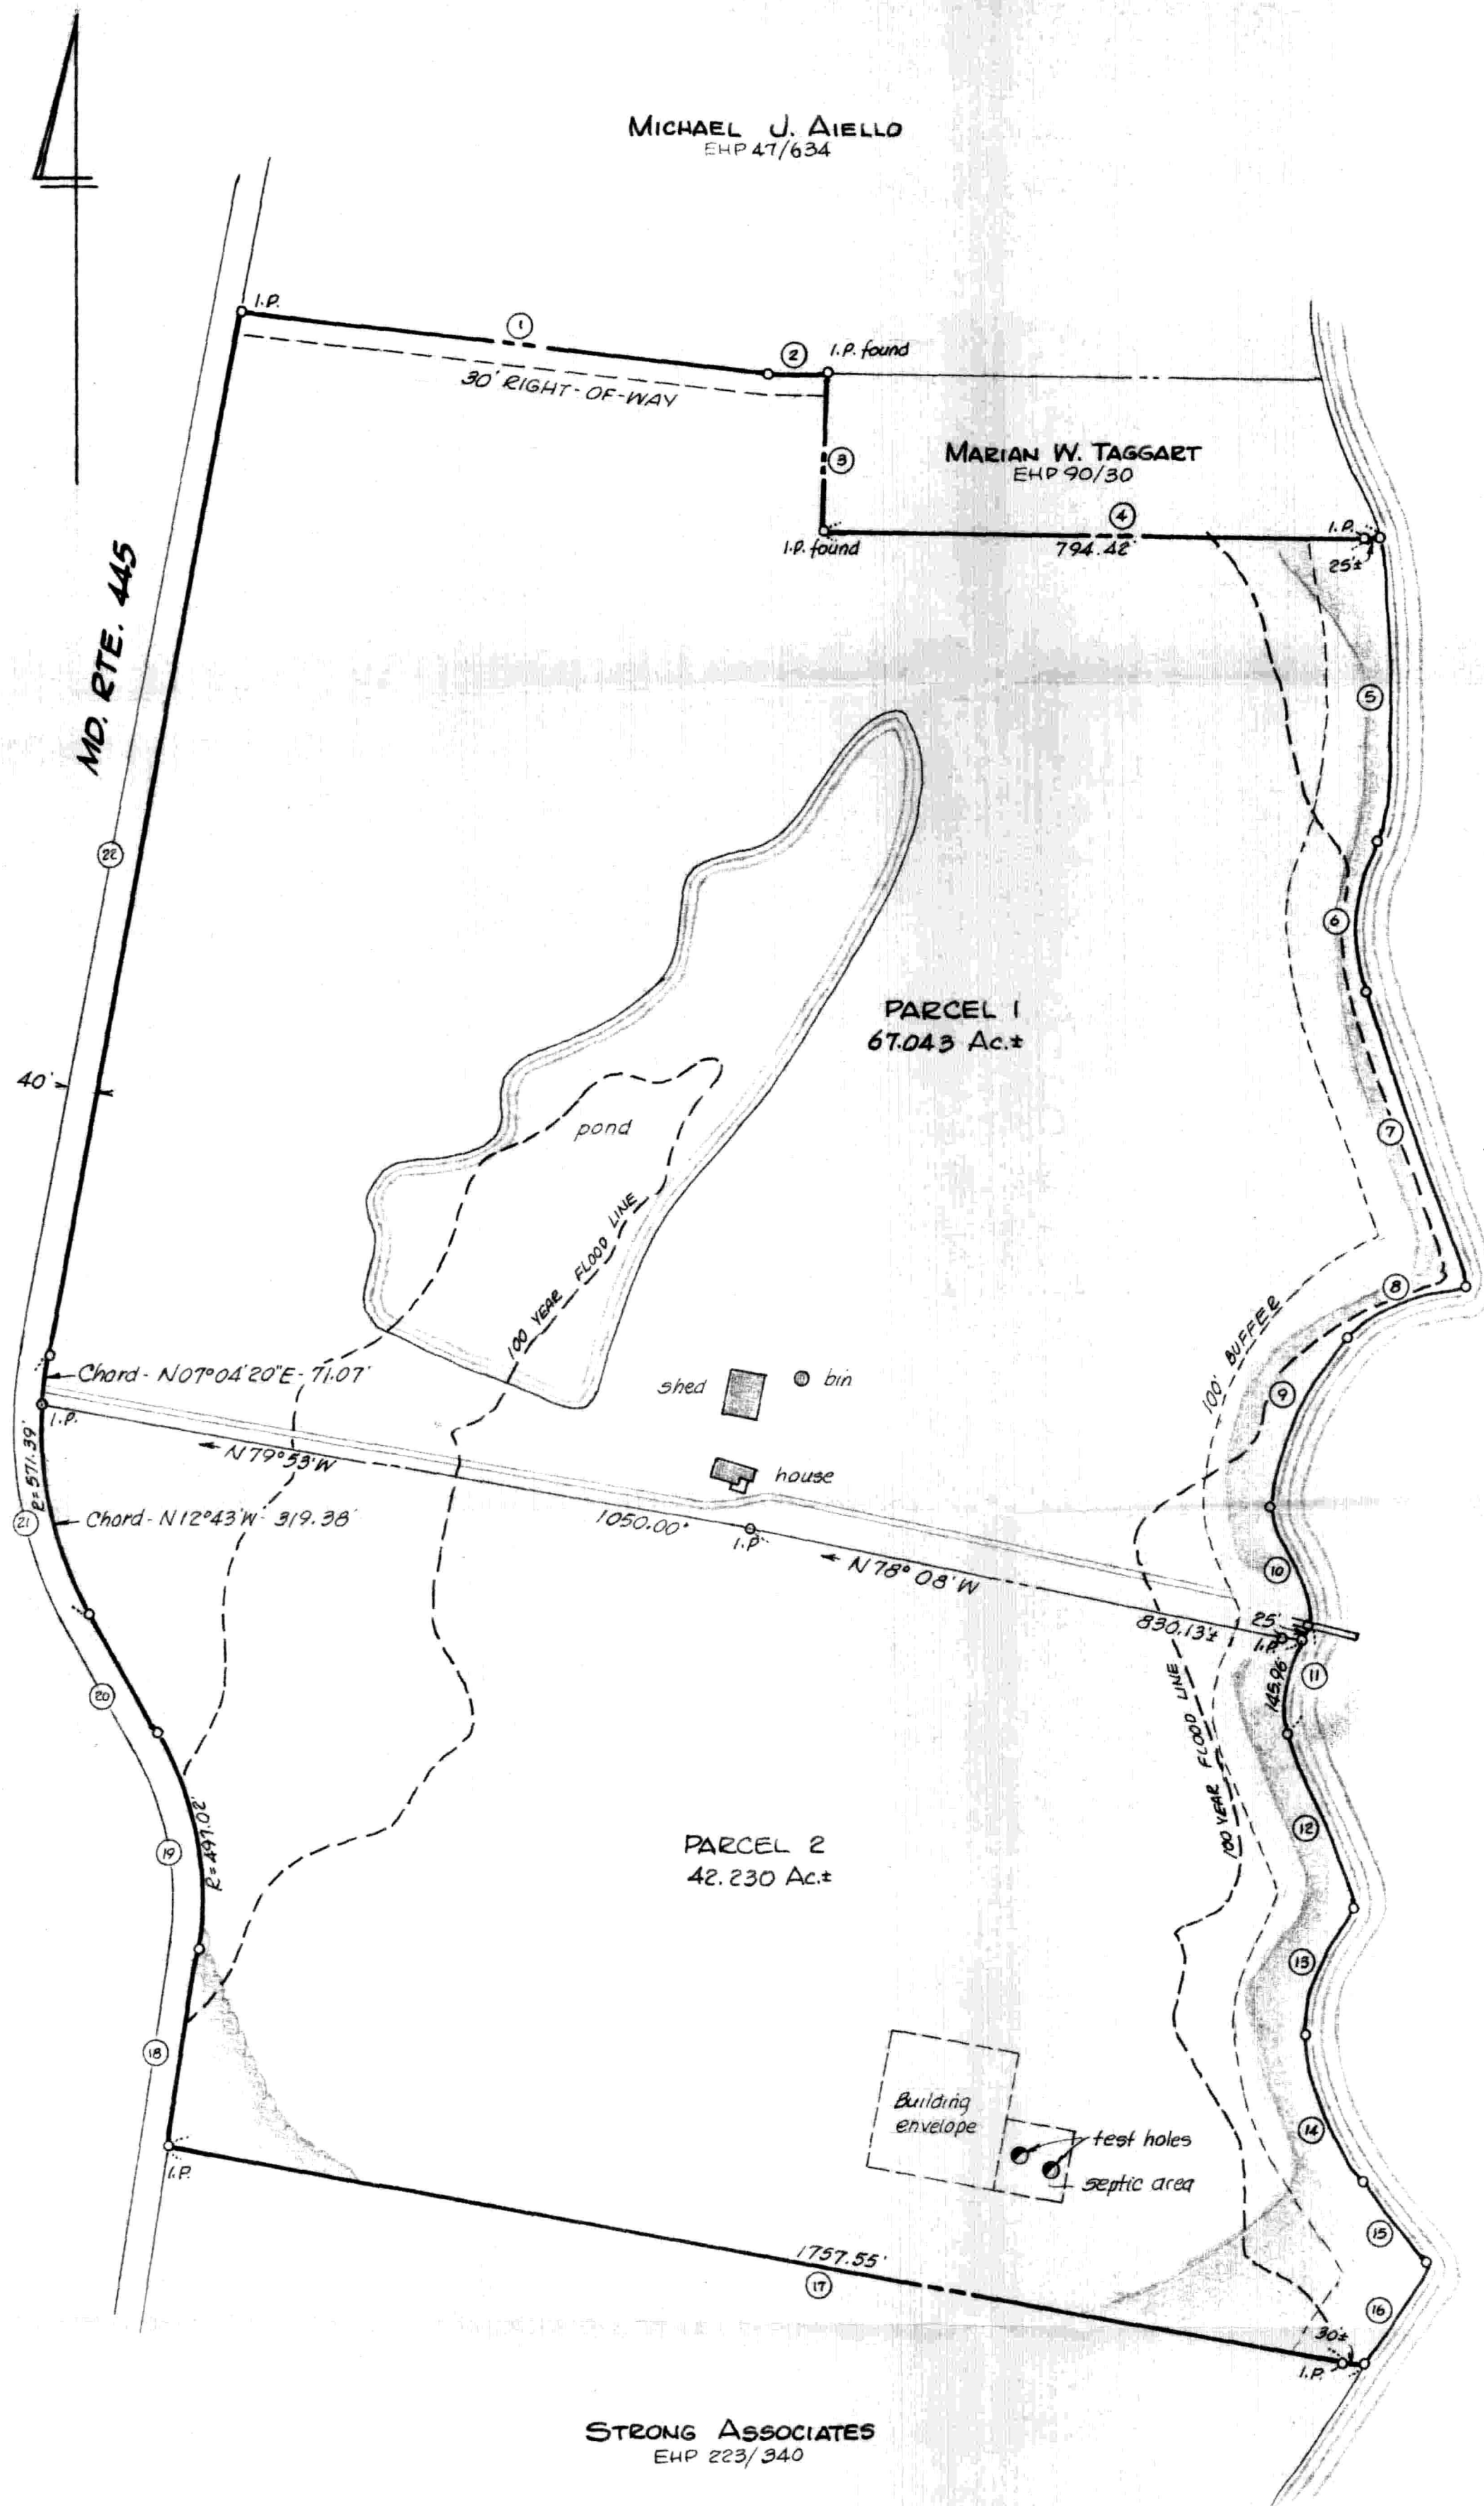 MICHAEL J. AIELLO
EHP 47/634
I.P.
1
2
I.P. found
30' RIGHT-OF-WAY
3
MARIAN W. TAGGART
EHP 90/30
4
I.P.
I.P. found
794.42'
25'±
MD. RTE. 445
5
22
6
PARCEL 1
67.043 Ac.±
40'
pond
7
100 YEAR FLOOD LINE
8
100' BUFFER
Chord - N07°04'20"E - 71.07'
shed
bin
9
I.P.
N79°53'W
R=571.39'
house
21
Chord - N12°43'W - 319.38'
1050.00'
I.P.
N78°08'W
10
830.13'±
25'
I.P.
11
145.96'
20
100 YEAR FLOOD LINE
R=497.02'
12
19
PARCEL 2
42.230 Ac.±
13
18
Building
envelope
test holes
14
I.P.
septic area
15
1757.55'
17
16
30'±
I.P.
STRONG ASSOCIATES
EHP 223/340